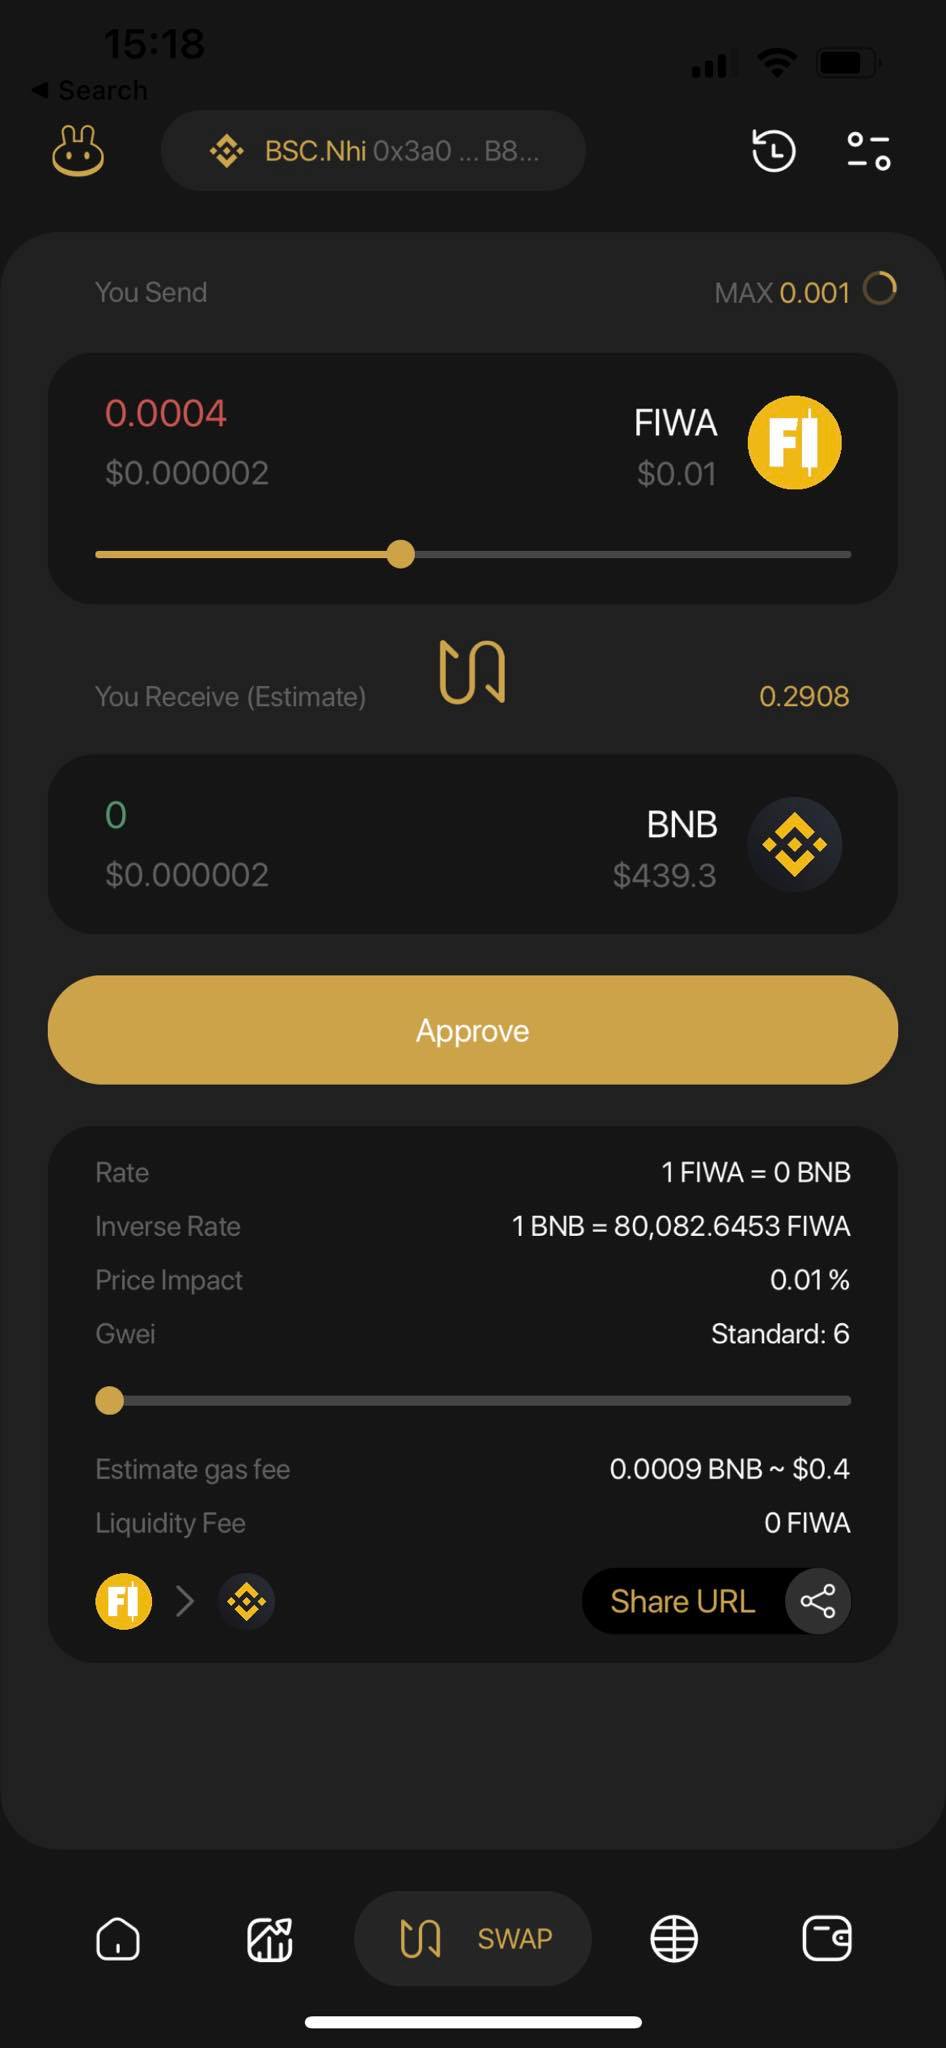 15:18
◀ Search
BSC.Nhi 0x3a0 ... B8...
You Send
MAX 0.001
0.0004
FIWA
$0.000002
$0.01
FI
You Receive (Estimate)
0.2908
0
BNB
$0.000002
$439.3
Approve
Rate
1 FIWA = 0 BNB
Inverse Rate
1 BNB = 80,082.6453 FIWA
Price Impact
0.01 %
Gwei
Standard: 6
Estimate gas fee
0.0009 BNB ~ $0.4
Liquidity Fee
0 FIWA
FI
Share URL
SWAP